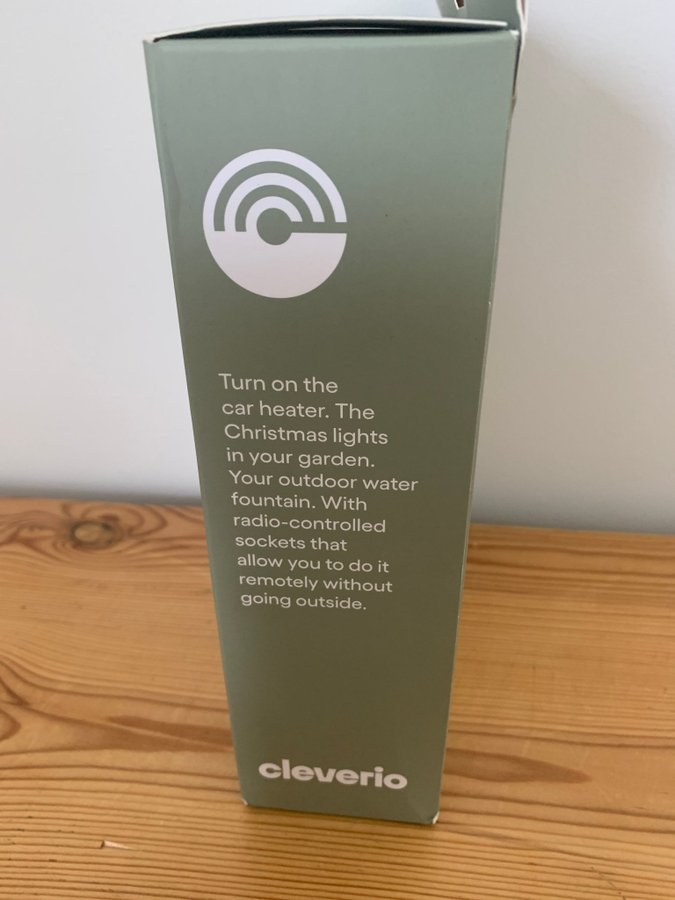 Turn on the
car heater. The
Christmas lights
in your garden.
Your outdoor water
fountain. With
radio-controlled
sockets that
allow you to do it
remotely without
going outside.
cleverio